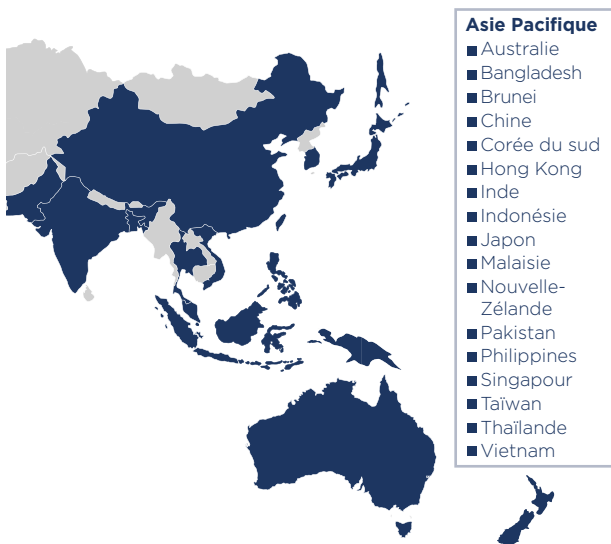 Asie Pacifique
■ Australie
■ Bangladesh
■ Brunei
■ Chine
■ Corée du sud
■ Hong Kong
■ Inde
■ Indonésie
■ Japon
■ Malaisie
■ Nouvelle-
Zélande
■ Pakistan
■ Philippines
■ Singapour
■ Taïwan
■ Thaïlande
■ Vietnam